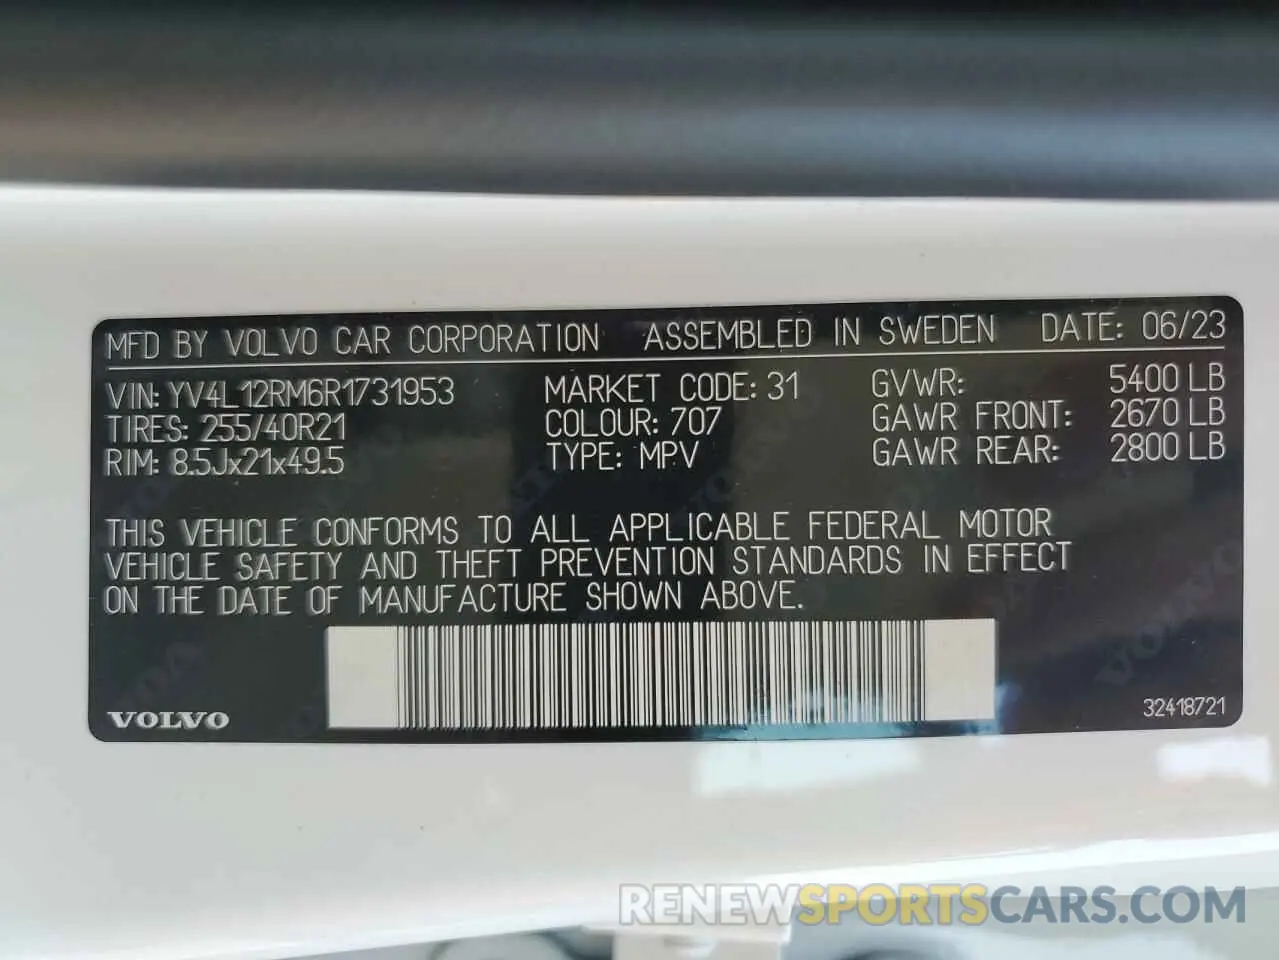 MFD BY VOLVO CAR CORPORATION ASSEMBLED IN SWEDEN DATE: 06/23
VIN: YV4L12RM6R1731953 MARKET CODE: 31 GVWR: 5400 LB
TIRES: 255/40R21 COLOUR: 707 GAWR FRONT: 2670 LB
RIM: 8.5Jx21x49.5 TYPE: MPV GAWR REAR: 2800 LB
THIS VEHICLE CONFORMS TO ALL APPLICABLE FEDERAL MOTOR
VEHICLE SAFETY AND THEFT PREVENTION STANDARDS IN EFFECT
ON THE DATE OF MANUFACTURE SHOWN ABOVE.
VOLVO 32418721
RENEWSPORTSCARS.COM